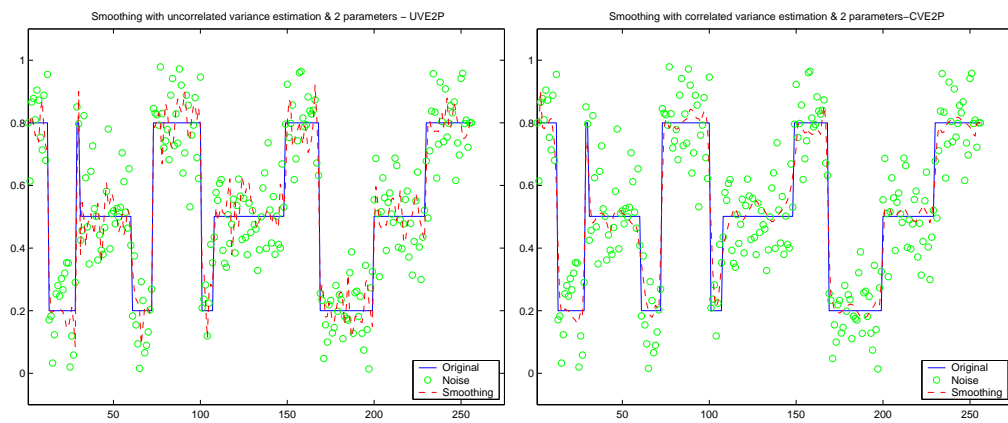 Smoothing with uncorrelated variance estimation & 2 parameters – UVE2P
1
0.8
0.6
0.4
0.2
0
50
100
150
200
250
Original
Noise
Smoothing
Smoothing with correlated variance estimation & 2 parameters–CVE2P
1
0.8
0.6
0.4
0.2
0
50
100
150
200
250
Original
Noise
Smoothing